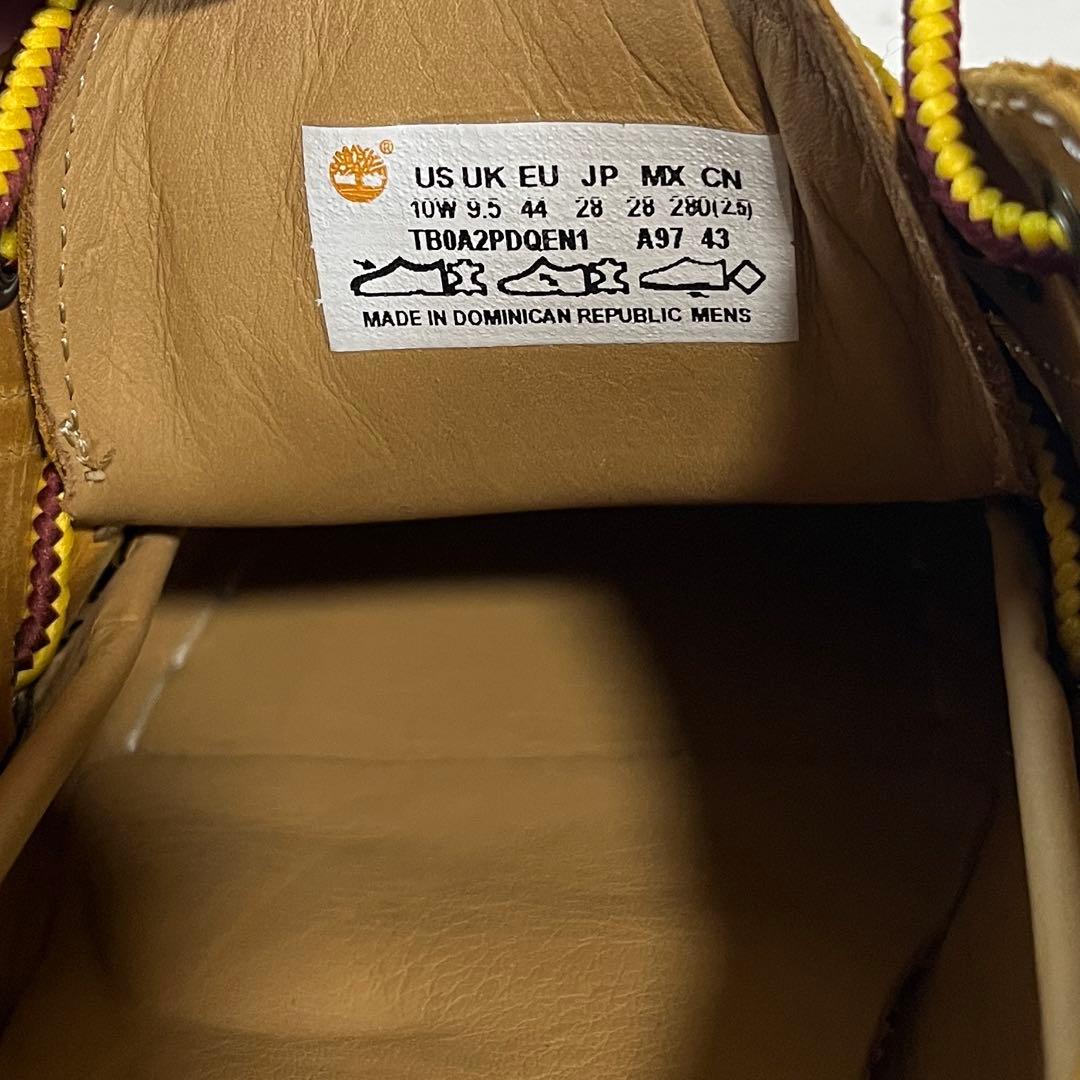 ®
US UK EU JP MX CN
10W 9.5 44 28 28 280(2.5)
TB0A2PDQEN1 A97 43
MADE IN DOMINICAN REPUBLIC MENS